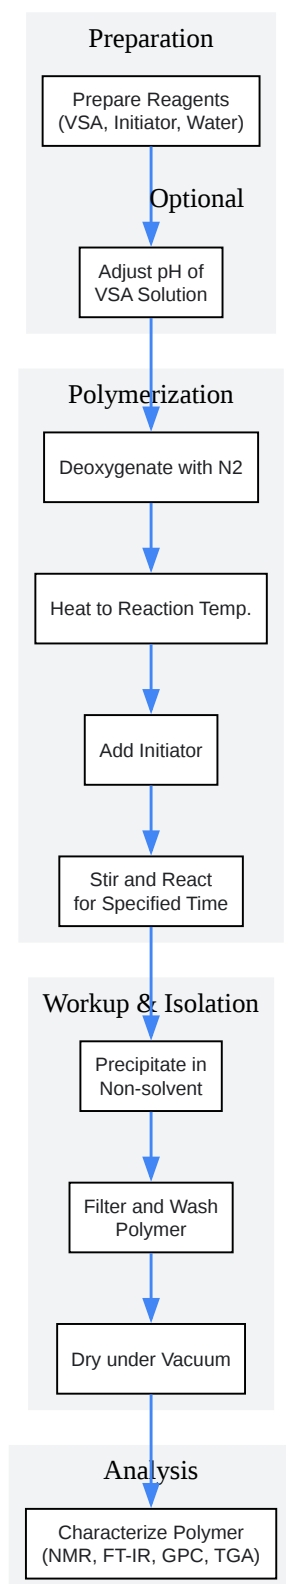 Preparation
Prepare Reagents
(VSA, Initiator, Water)
Optional
Adjust pH of
VSA Solution
Polymerization
Deoxygenate with N2
Heat to Reaction Temp.
Add Initiator
Stir and React
for Specified Time
Workup & Isolation
Precipitate in
Non-solvent
Filter and Wash
Polymer
Dry under Vacuum
Analysis
Characterize Polymer
(NMR, FT-IR, GPC, TGA)